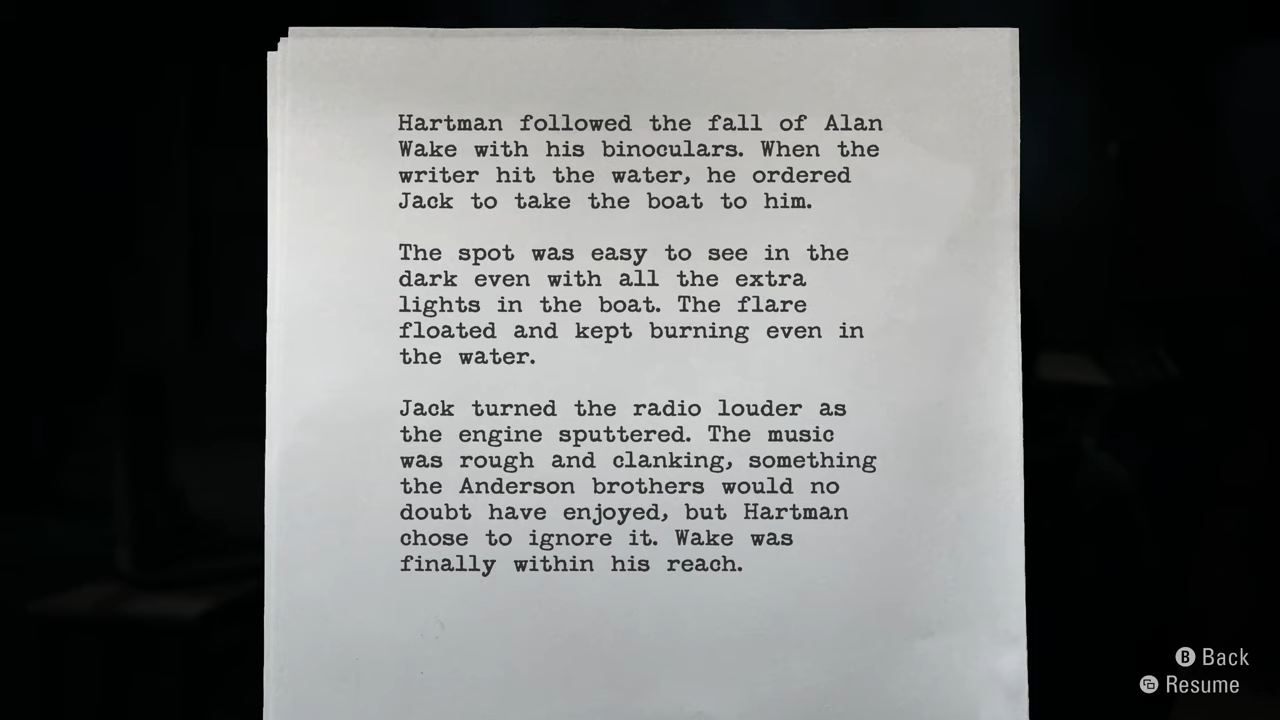 Hartman followed the fall of Alan
Wake with his binoculars. When the
writer hit the water, he ordered
Jack to take the boat to him.
The spot was easy to see in the
dark even with all the extra
lights in the boat. The flare
floated and kept burning even in
the water.
Jack turned the radio louder as
the engine sputtered. The music
was rough and clanking, something
the Anderson brothers would no
doubt have enjoyed, but Hartman
chose to ignore it. Wake was
finally within his reach.
B Back
Resume